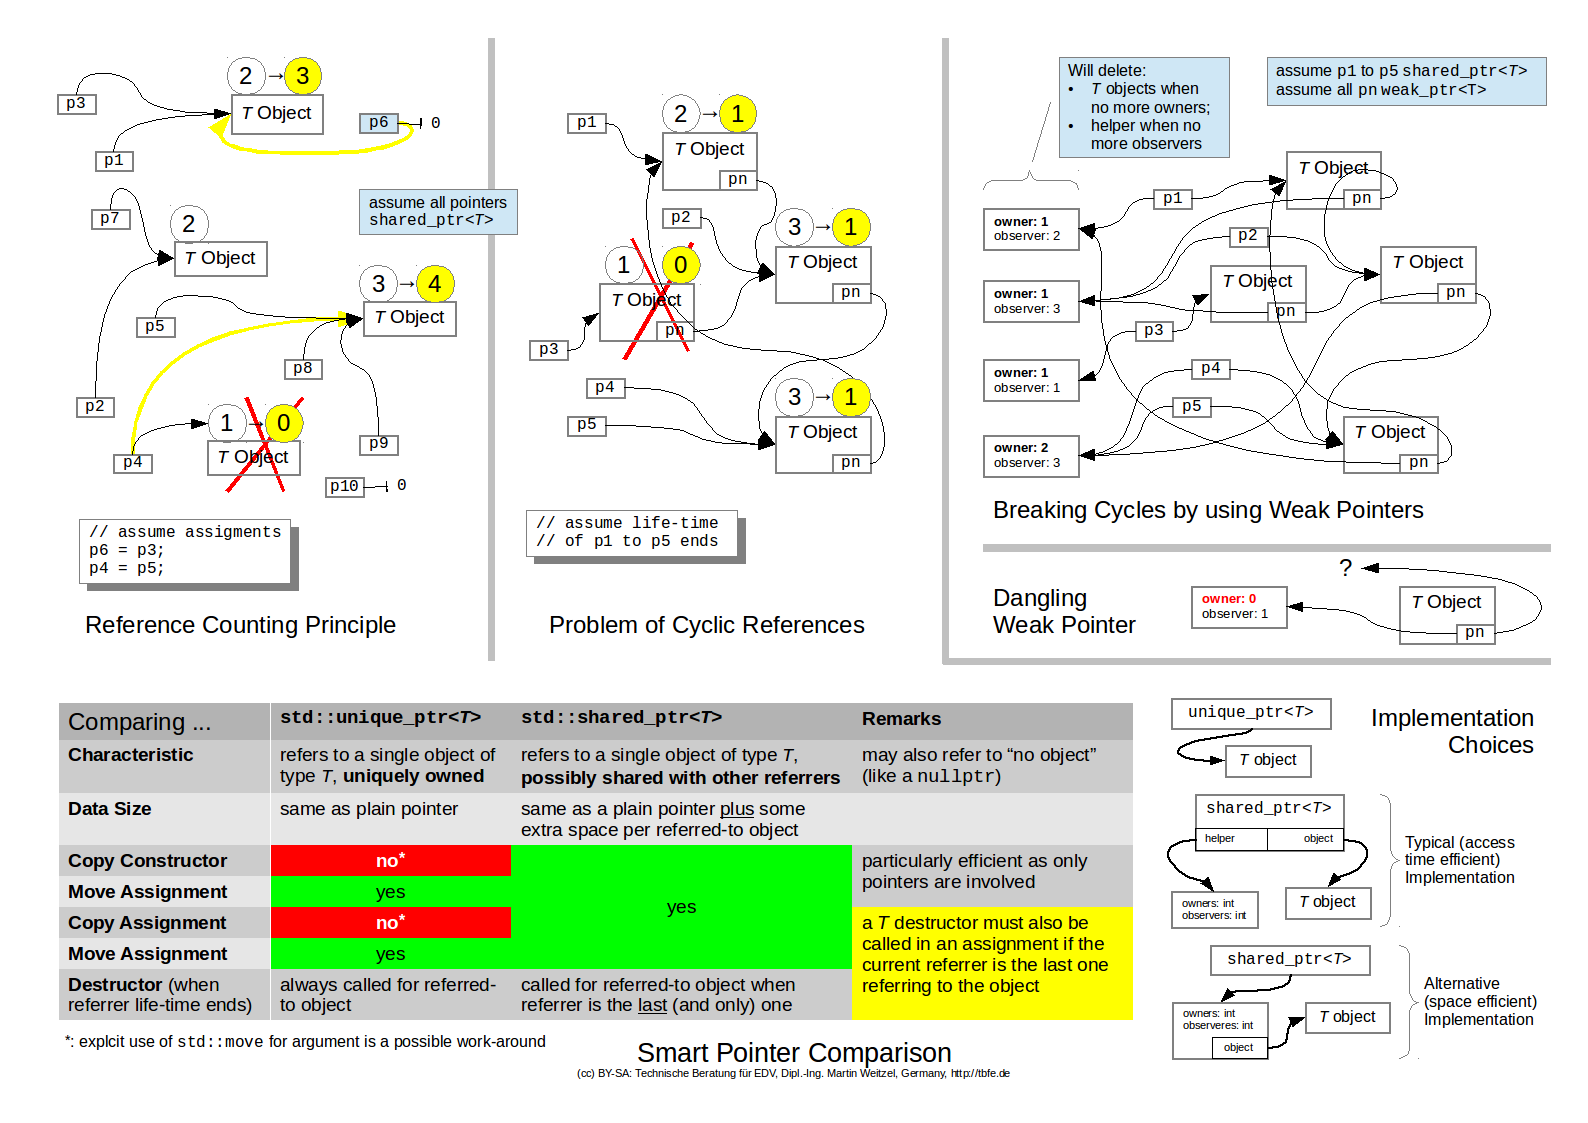 2 → 3
p3
T Object
p6
0
p1
p7
2
T Object
assume all pointers
shared_ptr<T>
3 → 4
T Object
p5
p8
p2
1 → 0
T Object
p4
p9
p10
0
// assume assigments
p6 = p3;
p4 = p5;
Reference Counting Principle
p1
2 → 1
T Object
pn
p2
3 → 1
T Object
pn
1 → 0
T Object
pn
p3
p4
p5
3 → 1
T Object
pn
// assume life-time
// of p1 to p5 ends
Problem of Cyclic References
Will delete:
• T objects when
no more owners;
• helper when no
more observers
assume p1 to p5 shared_ptr<T>
assume all pn weak_ptr<T>
T Object
pn
p1
owner: 1
observer: 2
p2
T Object
pn
T Object
pn
owner: 1
observer: 3
p3
owner: 1
observer: 1
p4
p5
T Object
pn
owner: 2
observer: 3
Breaking Cycles by using Weak Pointers
?
Dangling
Weak Pointer
owner: 0
observer: 1
T Object
pn
Comparing ...
std::unique_ptr<T>
std::shared_ptr<T>
Remarks
Characteristic
refers to a single object of
type T, uniquely owned
refers to a single object of type T,
possibly shared with other referrers
may also refer to “no object”
(like a nullptr)
Data Size
same as plain pointer
same as a plain pointer plus some
extra space per referred-to object
Copy Constructor
no*
yes
particularly efficient as only
pointers are involved
Move Assignment
yes
Copy Assignment
no*
a T destructor must also be
called in an assignment if the
current referrer is the last one
referring to the object
Move Assignment
yes
Destructor (when
referrer life-time ends)
always called for referred-
to object
called for referred-to object when
referrer is the last (and only) one
*: explcit use of std::move for argument is a possible work-around
Smart Pointer Comparison
(cc) BY-SA: Technische Beratung für EDV, Dipl.-Ing. Martin Weitzel, Germany, http://tbfe.de
Implementation
Choices
unique_ptr<T>
T object
shared_ptr<T>
helper
object
owners: int
observers: int
T object
Typical (access
time efficient)
Implementation
shared_ptr<T>
owners: int
observeres: int
object
T object
Alternative
(space efficient)
Implementation